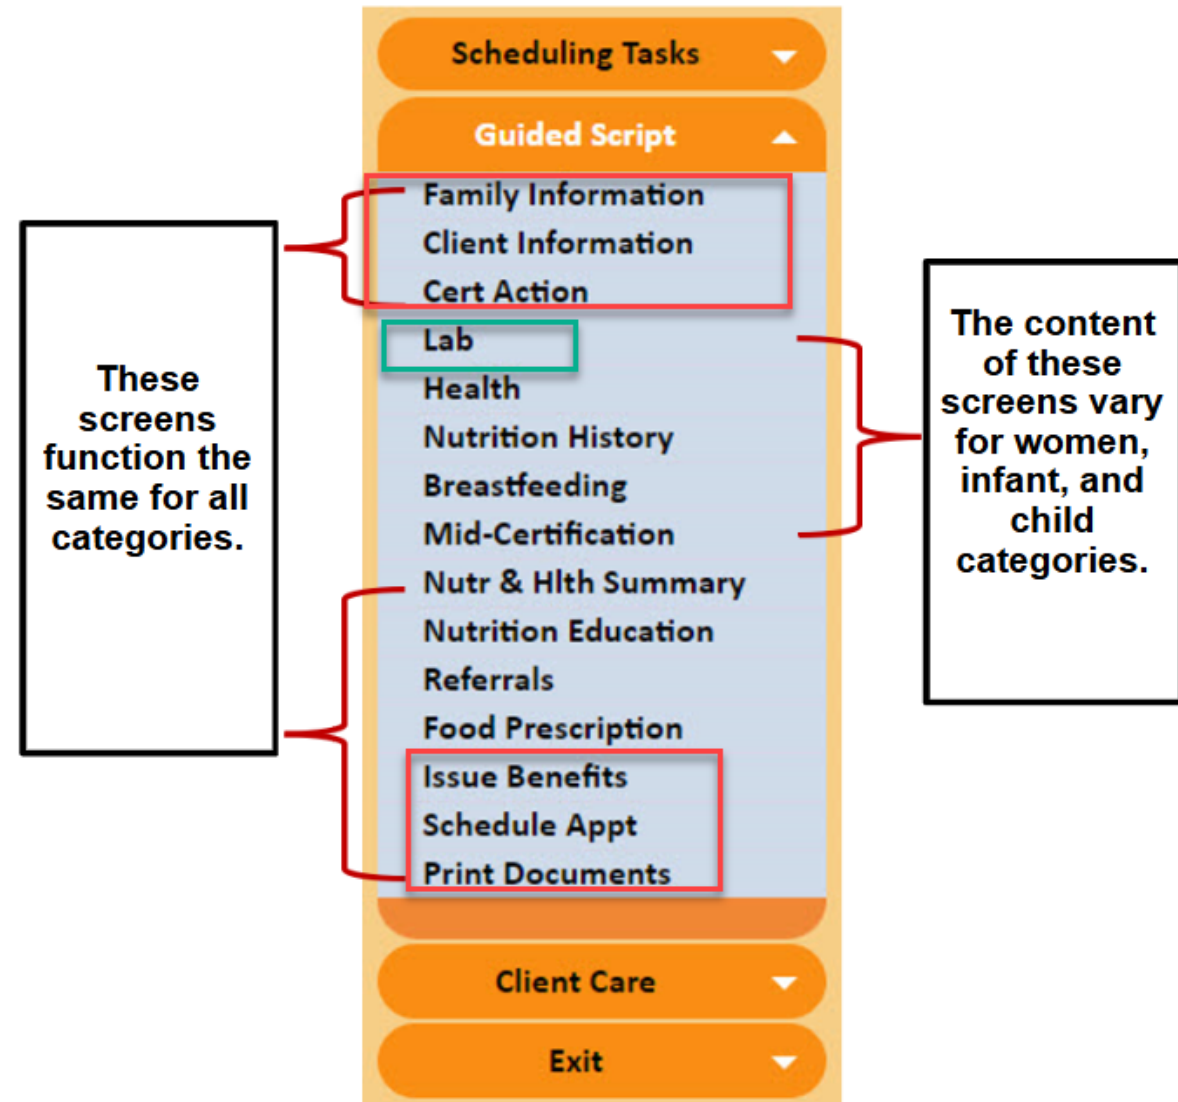 Scheduling Tasks
Guided Script
Family Information
Client Information
Cert Action
Lab
Health
Nutrition History
Breastfeeding
Mid-Certification
Nutr & Hlth Summary
Nutrition Education
Referrals
Food Prescription
Issue Benefits
Schedule Appt
Print Documents
Client Care
Exit
These
screens
function the
same for all
categories.
The content
of these
screens vary
for women,
infant, and
child
categories.